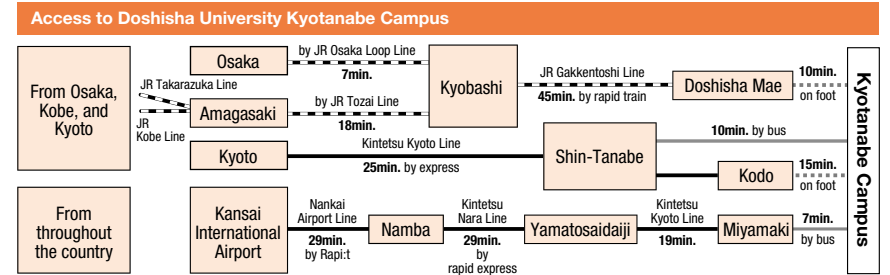 Access to Doshisha University Kyotanabe Campus
From Osaka,
Kobe, and
Kyoto
JR Takarazuka Line
JR
Kobe Line
Osaka
by JR Osaka Loop Line
7min.
Amagasaki
by JR Tozai Line
18min.
Kyobashi
JR Gakkentoshi Line
45min. by rapid train
Doshisha Mae
10min.
on foot
Kyoto
Kintetsu Kyoto Line
25min. by express
Shin-Tanabe
10min. by bus
Kodo
15min.
on foot
From
throughout
the country
Kansai
International
Airport
Nankai
Airport Line
29min.
by Rapi:t
Namba
Kintetsu
Nara Line
29min.
by
rapid express
Yamatosaidaiji
Kintetsu
Kyoto Line
19min.
Miyamaki
7min.
by bus
Kyotanabe Campus